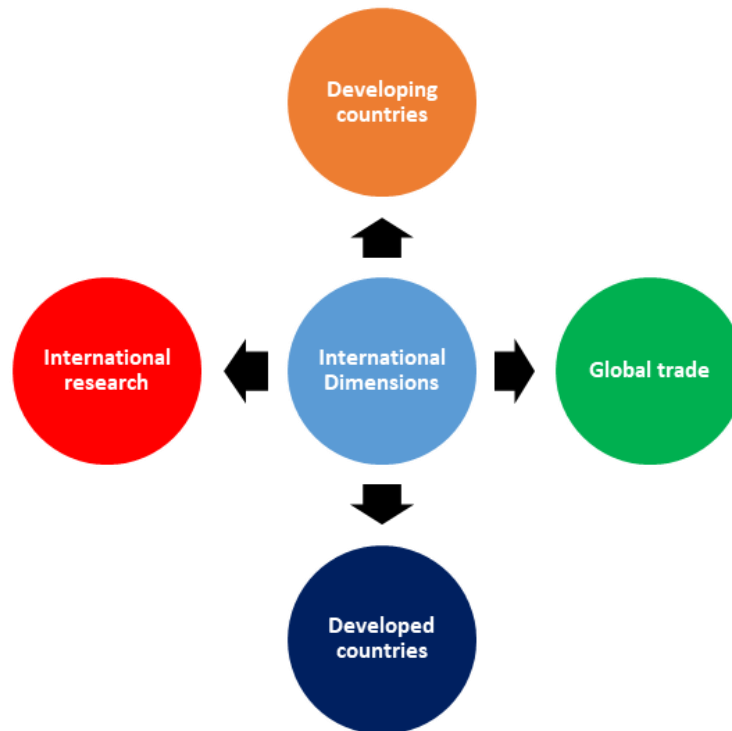 Developing
countries
International
research
International
Dimensions
Global trade
Developed
countries